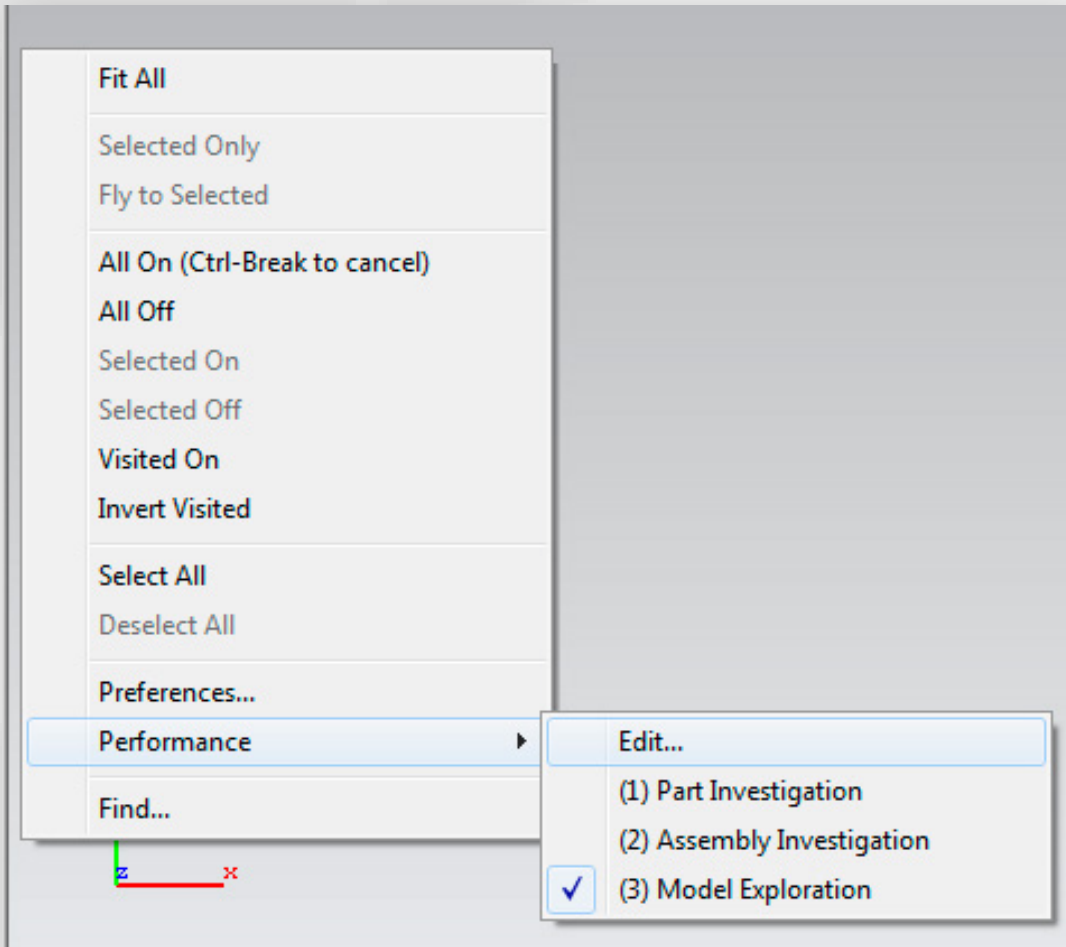 Fit All
Selected Only
Fly to Selected
All On (Ctrl-Break to cancel)
All Off
Selected On
Selected Off
Visited On
Invert Visited
Select All
Deselect All
Preferences...
Performance
Edit...
(1) Part Investigation
(2) Assembly Investigation
(3) Model Exploration
Find...
z x